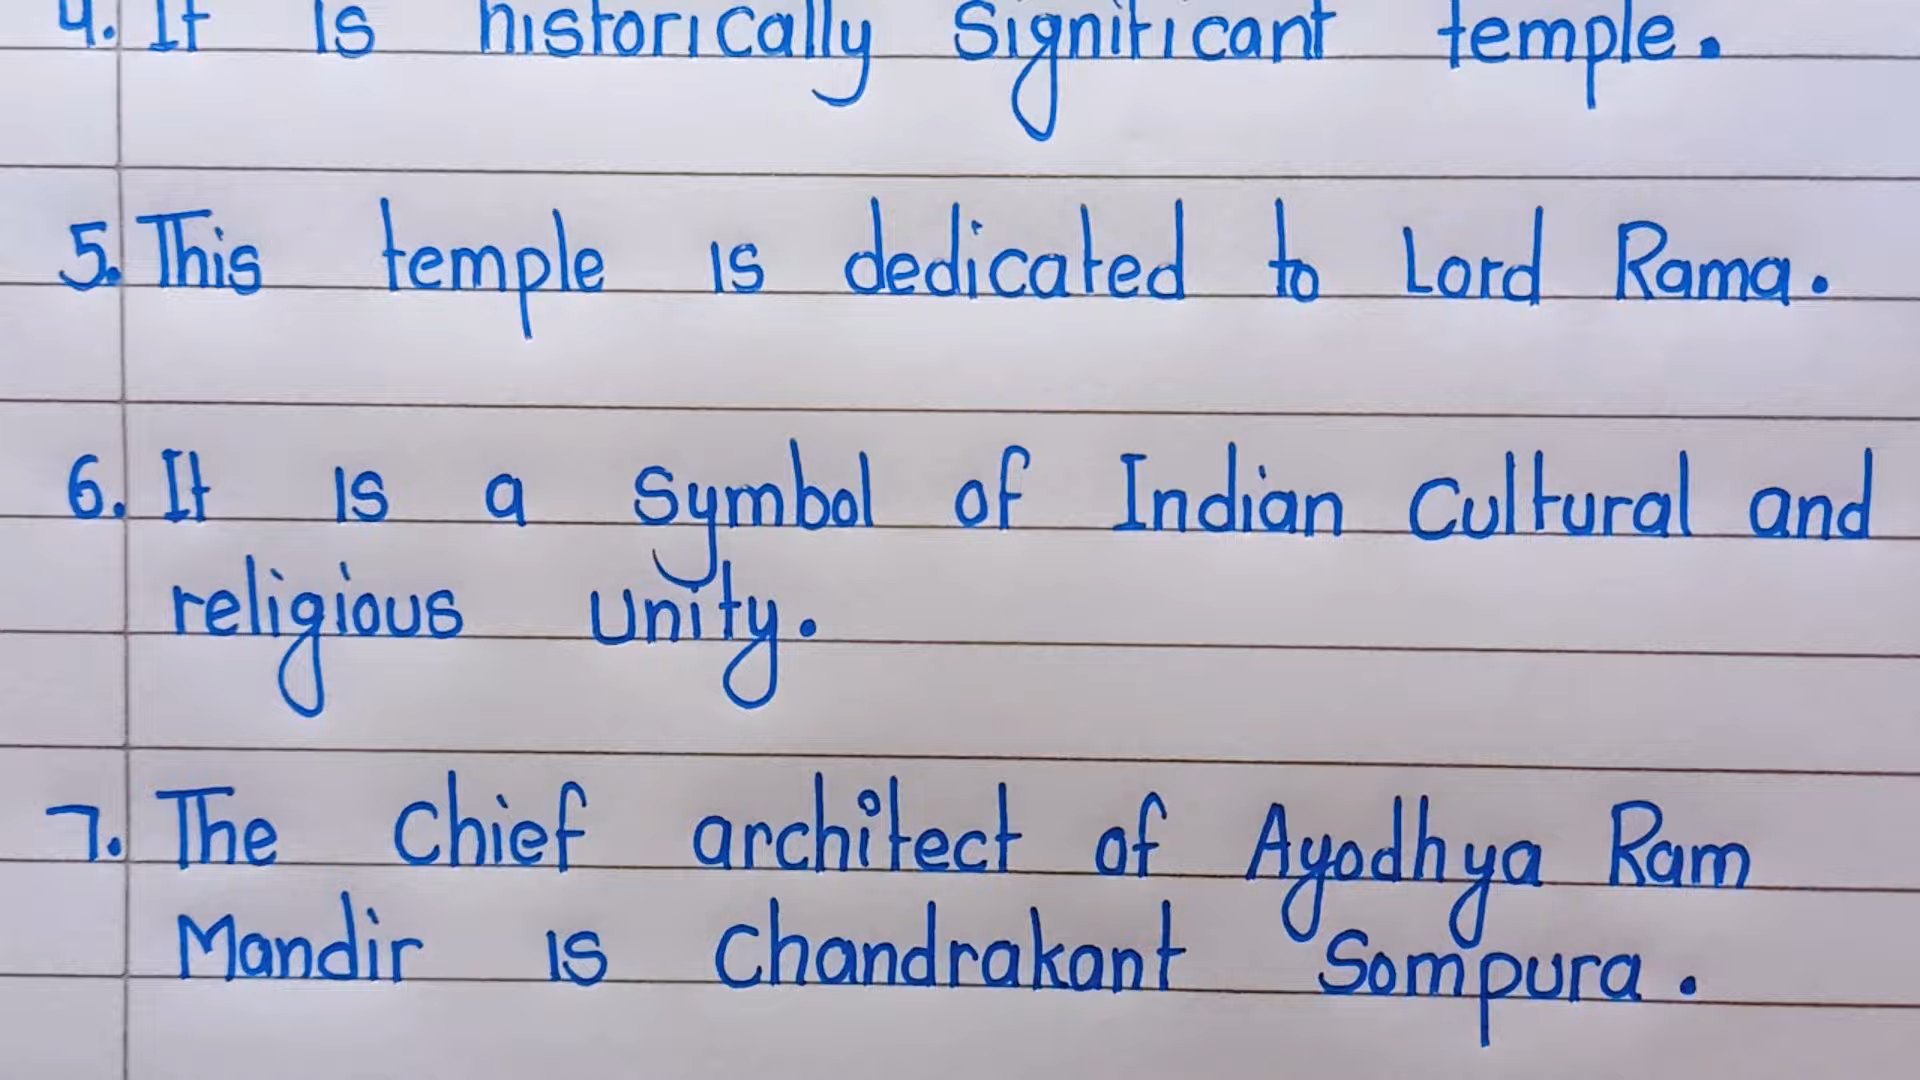 4. It is historically significant temple.
5. This temple is dedicated to Lord Rama.
6. It is a symbol of Indian Cultural and
religious unity.
7. The Chief architect of Ayodhya Ram
Mandir is Chandrakant Sompura.